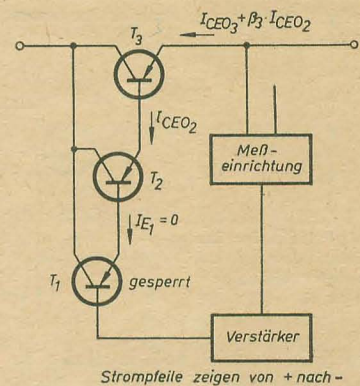 T₃
I_CEO₃+β₃·I_CEO₂
I_CEO₂
T₂
Meß-
einrichtung
I_E₁ = 0
T₁
gesperrt
Verstärker
Strompfeile zeigen von + nach -